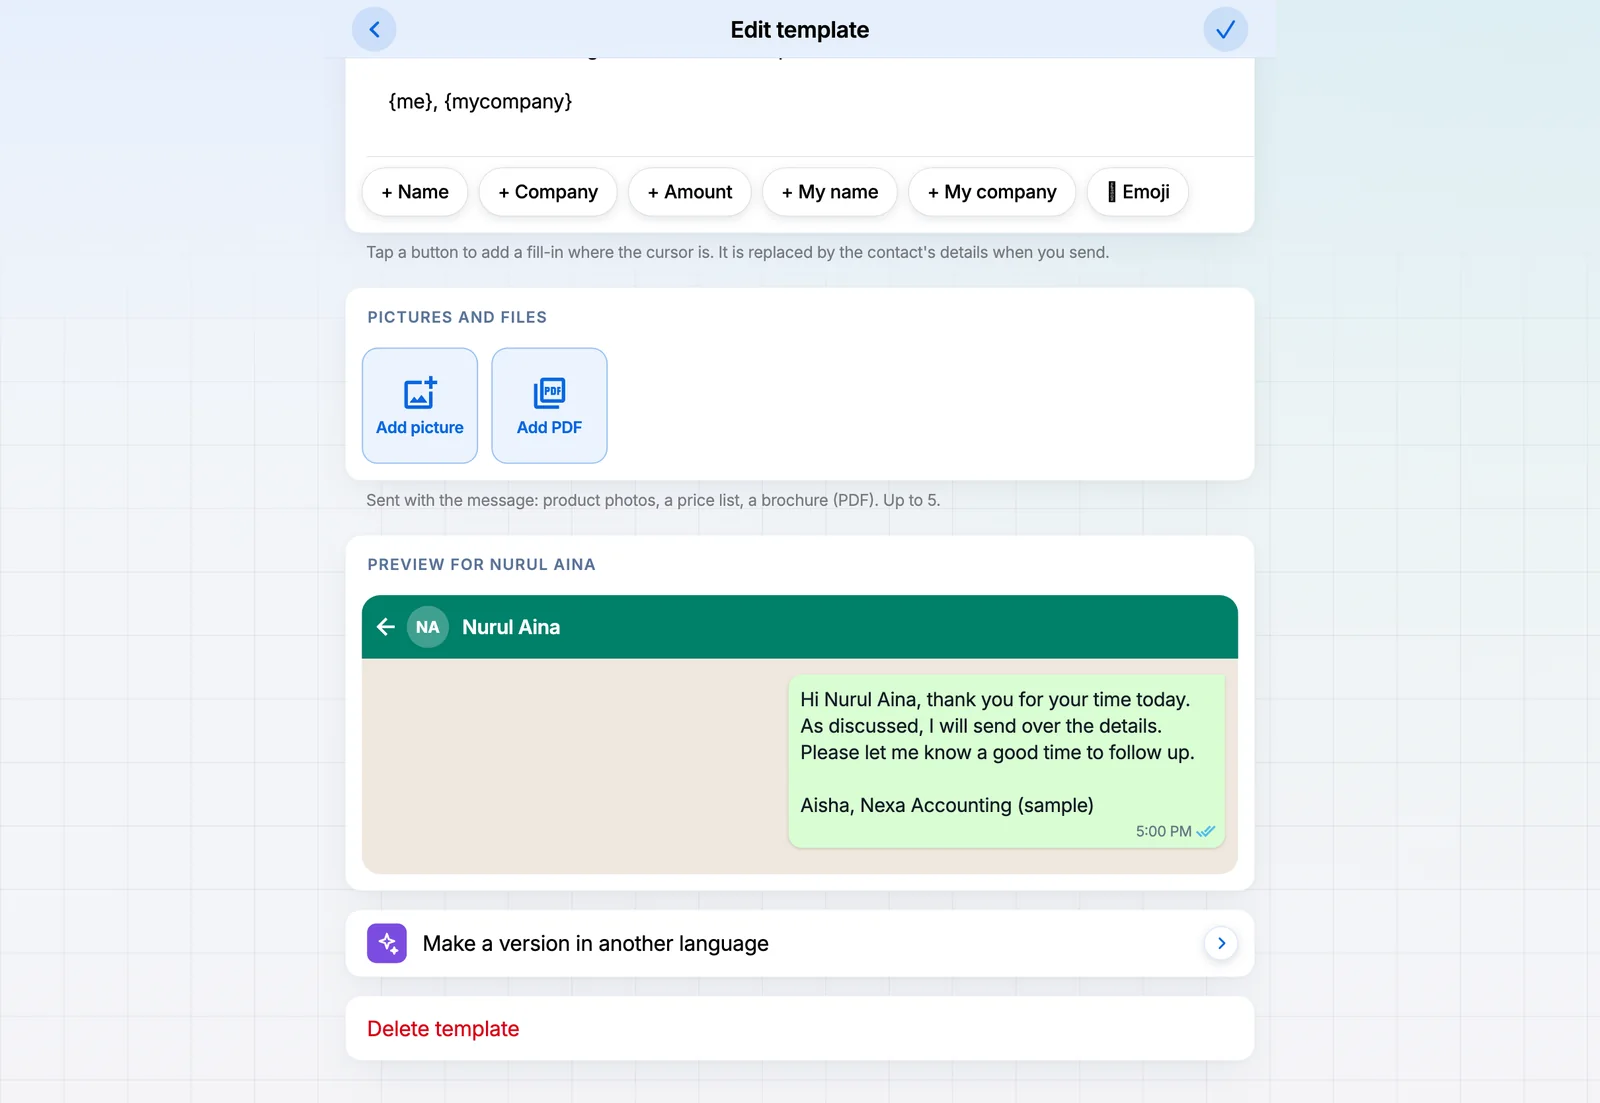 Edit template
{me}, {mycompany}
+ Name
+ Company
+ Amount
+ My name
+ My company
Emoji
Tap a button to add a fill-in where the cursor is. It is replaced by the contact's details when you send.
PICTURES AND FILES
PDF
Add picture
Add PDF
Sent with the message: product photos, a price list, a brochure (PDF). Up to 5.
PREVIEW FOR NURUL AINA
NA
Nurul Aina
Hi Nurul Aina, thank you for your time today.
As discussed, I will send over the details.
Please let me know a good time to follow up.
Aisha, Nexa Accounting (sample)
5:00 PM
Make a version in another language
Delete template